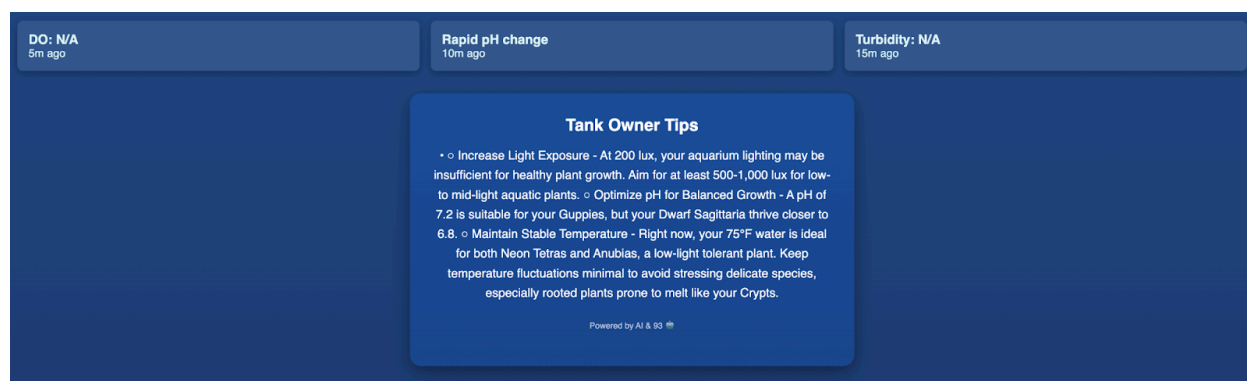 DO: N/A
5m ago
Rapid pH change
10m ago
Turbidity: N/A
15m ago
Tank Owner Tips
• ○ Increase Light Exposure - At 200 lux, your aquarium lighting may be
insufficient for healthy plant growth. Aim for at least 500-1,000 lux for low-
to mid-light aquatic plants. ○ Optimize pH for Balanced Growth - A pH of
7.2 is suitable for your Guppies, but your Dwarf Sagittaria thrive closer to
6.8. ○ Maintain Stable Temperature - Right now, your 75°F water is ideal
for both Neon Tetras and Anubias, a low-light tolerant plant. Keep
temperature fluctuations minimal to avoid stressing delicate species,
especially rooted plants prone to melt like your Crypts.
Powered by AI & 93